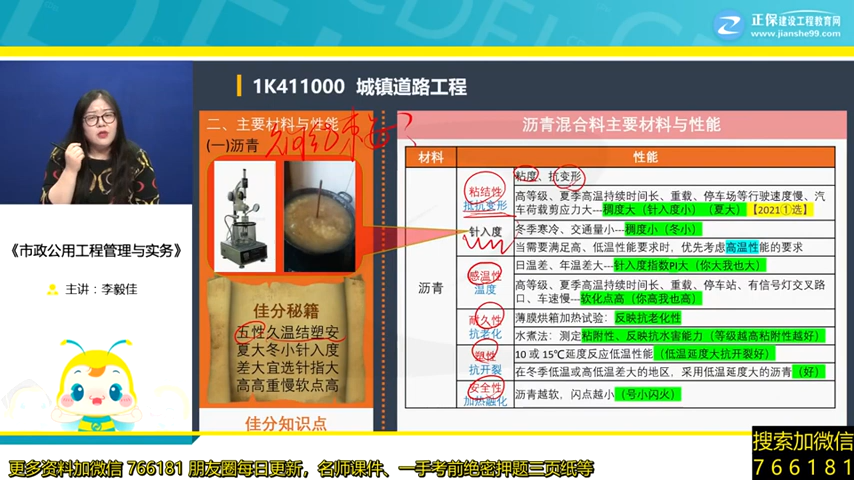 正保建设工程教育网
www.jianshe99.com
1K411000 城镇道路工程
二、主要材料与性能
(一)沥青
佳分秘籍
五性久温结塑安
夏大冬小针入度
差大宜选针指大
高高重慢软点高
佳分知识点
沥青混合料主要材料与性能
材料 性能
沥青
粘结性
抵抗变形
粘度、抗变形
高等级、夏季高温持续时间长、重载、停车场等行驶速度慢、汽
车荷载剪应力大---稠度大（针入度小）（夏大）【2021①选】
针入度
冬季寒冷、交通量小---稠度小（冬小）
当需要满足高、低温性能要求时，优先考虑高温性能的要求
感温性
温度
日温差、年温差大---针入度指数PI大（你大我也大）
高等级、夏季高温持续时间长、重载、停车站、有信号灯交叉路
口、车速慢---软化点高（你高我也高）
耐久性
抗老化
薄膜烘箱加热试验：反映抗老化性
水煮法：测定粘附性、反映抗水害能力（等级越高粘附性越好）
塑性
抗开裂
10 或 15℃延度反应低温性能（低温延度大抗开裂好）
在冬季低温或高低温差大的地区，采用低温延度大的沥青（好）
安全性
加热融化
沥青越软，闪点越小（号小闪火）
《市政公用工程管理与实务》
主讲：李毅佳
搜索加微信
766181
更多资料加微信 766181 朋友圈每日更新，名师课件、一手考前绝密押题三页纸等